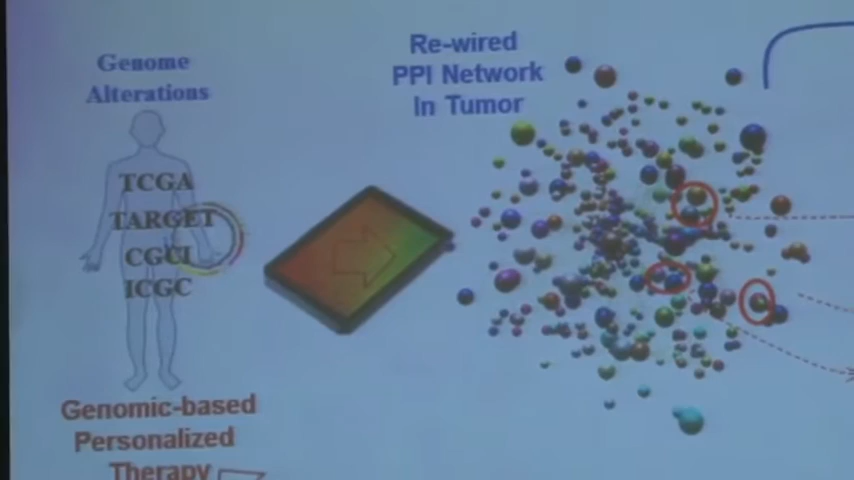 Genome
Alterations
TCGA
TARGET
CGCI
ICGC
Genomic-based
Personalized
Therapy
Re-wired
PPI Network
In Tumor